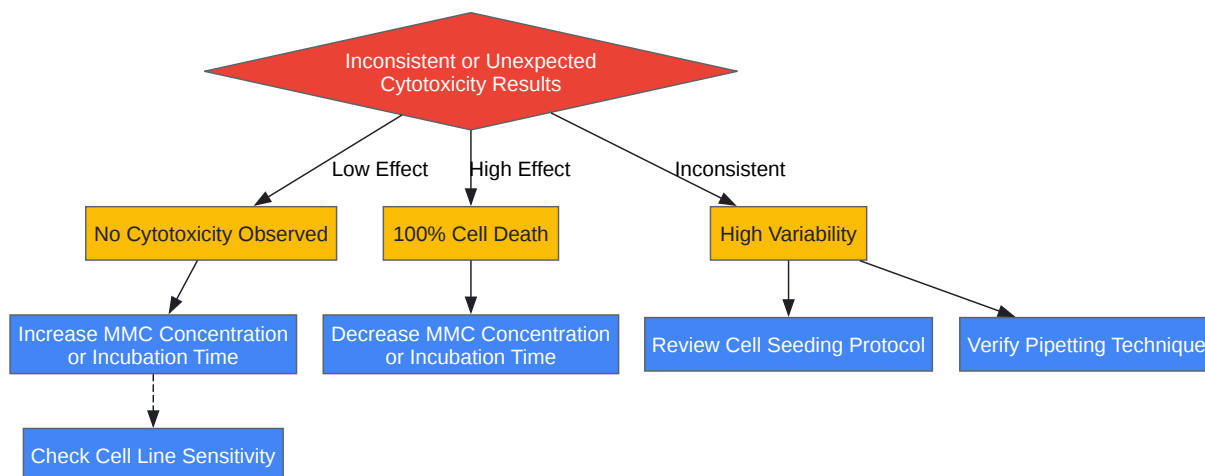 Inconsistent or Unexpected
Cytotoxicity Results
Low Effect
High Effect
Inconsistent
No Cytotoxicity Observed
100% Cell Death
High Variability
Increase MMC Concentration
or Incubation Time
Decrease MMC Concentration
or Incubation Time
Review Cell Seeding Protocol
Verify Pipetting Technique
Check Cell Line Sensitivity